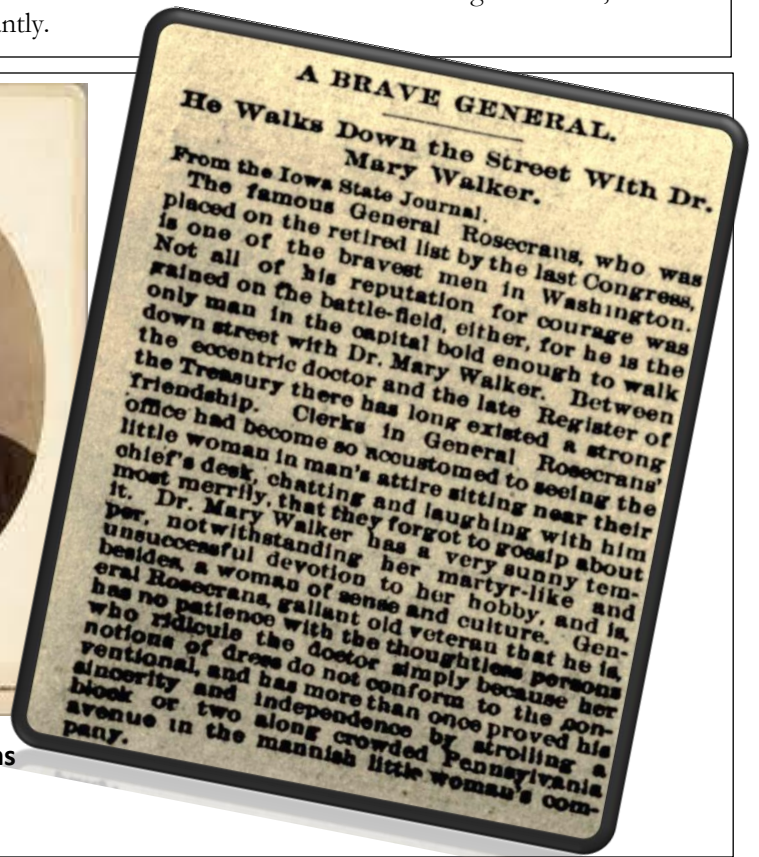 ntly.
A BRAVE GENERAL.
He Walks Down the Street With Dr.
Mary Walker.
From the Iowa State Journal.
The famous General Rosecrans, who was
placed on the retired list by the last Congress,
is one of the bravest men in Washington.
Not all of his reputation for courage was
gained on the battle-field, either, for he is the
only man in the capital bold enough to walk
down street with Dr. Mary Walker. Between
the eccentric doctor and the late Register of
the Treasury there has long existed a strong
friendship. Clerks in General Rosecrans'
office had become so accustomed to seeing the
little woman in man's attire sitting near their
chief's desk, chatting and laughing with him
most merrily, that they forgot to gossip about
it. Dr. Mary Walker has a very sunny tem-
per, notwithstanding her martyr-like and
unsuccessful devotion to her hobby, and is,
besides, a woman of sense and culture. Gen-
eral Rosecrans, gallant old veteran that he is,
has no patience with the thoughtless persons
who ridicule the doctor simply because her
notions of dress do not conform to the con-
ventional, and has more than once proved his
sincerity and independence by strolling a
block or two along crowded Pennsylvania
avenue in the mannish little woman's com-
pany.
ns